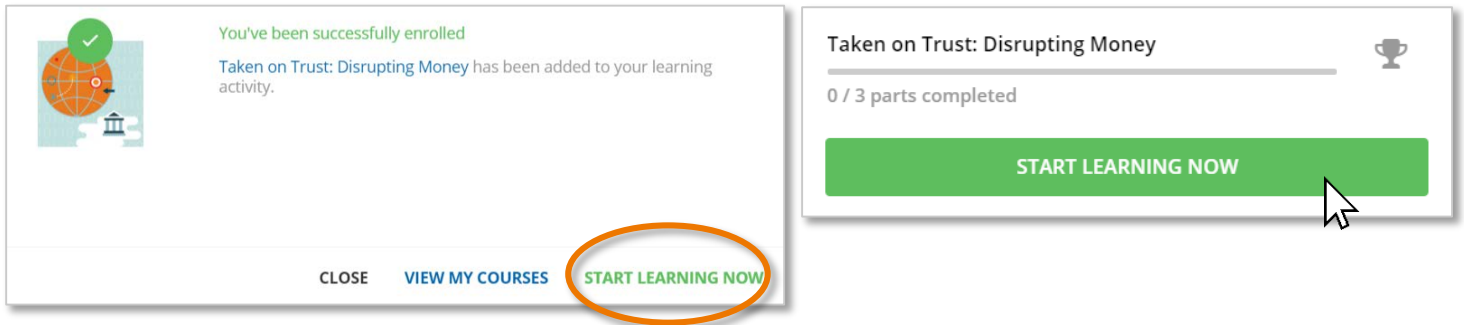 You've been successfully enrolled
Taken on Trust: Disrupting Money has been added to your learning
activity.
CLOSE VIEW MY COURSES START LEARNING NOW
Taken on Trust: Disrupting Money
0 / 3 parts completed
START LEARNING NOW